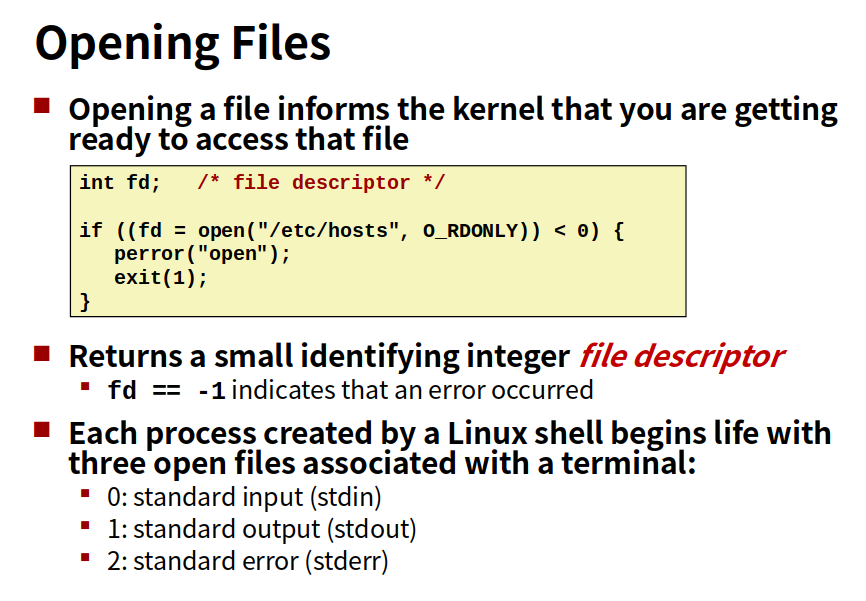 Opening Files
Opening a file informs the kernel that you are getting
ready to access that file
int fd;   /* file descriptor */
if ((fd = open("/etc/hosts", O_RDONLY)) < 0) {
   perror("open");
   exit(1);
}
Returns a small identifying integer file descriptor
fd == -1 indicates that an error occurred
Each process created by a Linux shell begins life with
three open files associated with a terminal:
0: standard input (stdin)
1: standard output (stdout)
2: standard error (stderr)